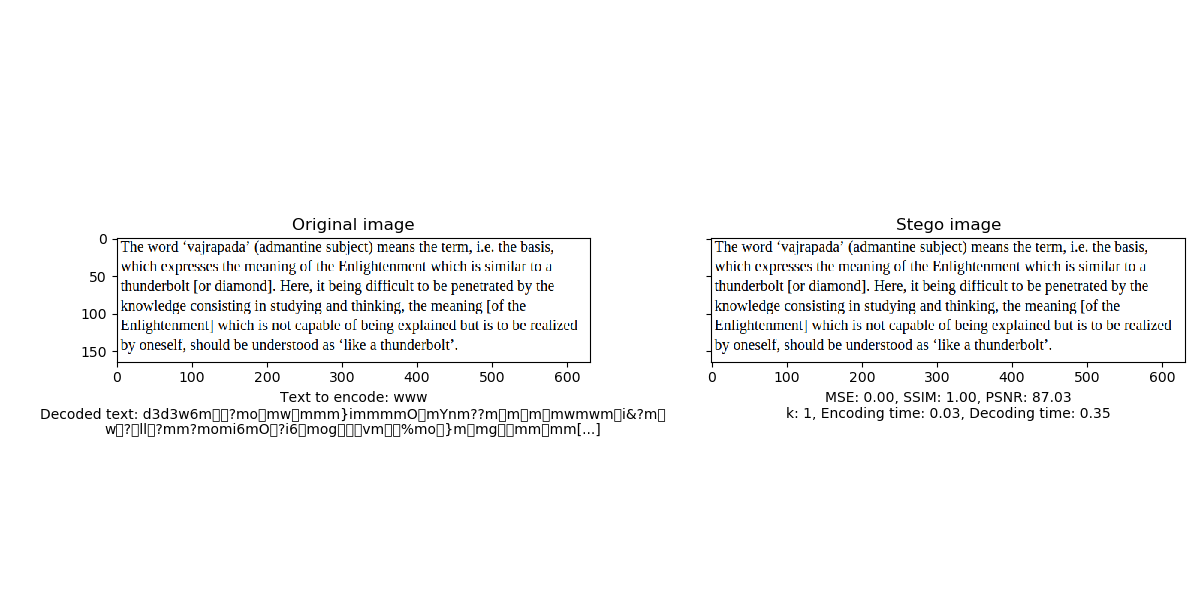 Original image
0
50
100
150
The word ‘vajrapada’ (admantine subject) means the term, i.e. the basis,
which expresses the meaning of the Enlightenment which is similar to a
thunderbolt [or diamond]. Here, it being difficult to be penetrated by the
knowledge consisting in studying and thinking, the meaning [of the
Enlightenment] which is not capable of being explained but is to be realized
by oneself, should be understood as ‘like a thunderbolt’.
0 100 200 300 400 500 600
Text to encode: www
Decoded text: d3d3w6m▯▯?mo▯mw▯mmm}immmmO▯mYnm??m▯m▯m▯mwmwm▯i&?m▯
w▯?▯ll▯?mm?momi6mO▯?i6▯mog▯▯▯vm▯▯%mo▯}m▯mg▯▯mm▯mm[...]
Stego image
The word ‘vajrapada’ (admantine subject) means the term, i.e. the basis,
which expresses the meaning of the Enlightenment which is similar to a
thunderbolt [or diamond]. Here, it being difficult to be penetrated by the
knowledge consisting in studying and thinking, the meaning [of the
Enlightenment] which is not capable of being explained but is to be realized
by oneself, should be understood as ‘like a thunderbolt’.
0 100 200 300 400 500 600
MSE: 0.00, SSIM: 1.00, PSNR: 87.03
k: 1, Encoding time: 0.03, Decoding time: 0.35